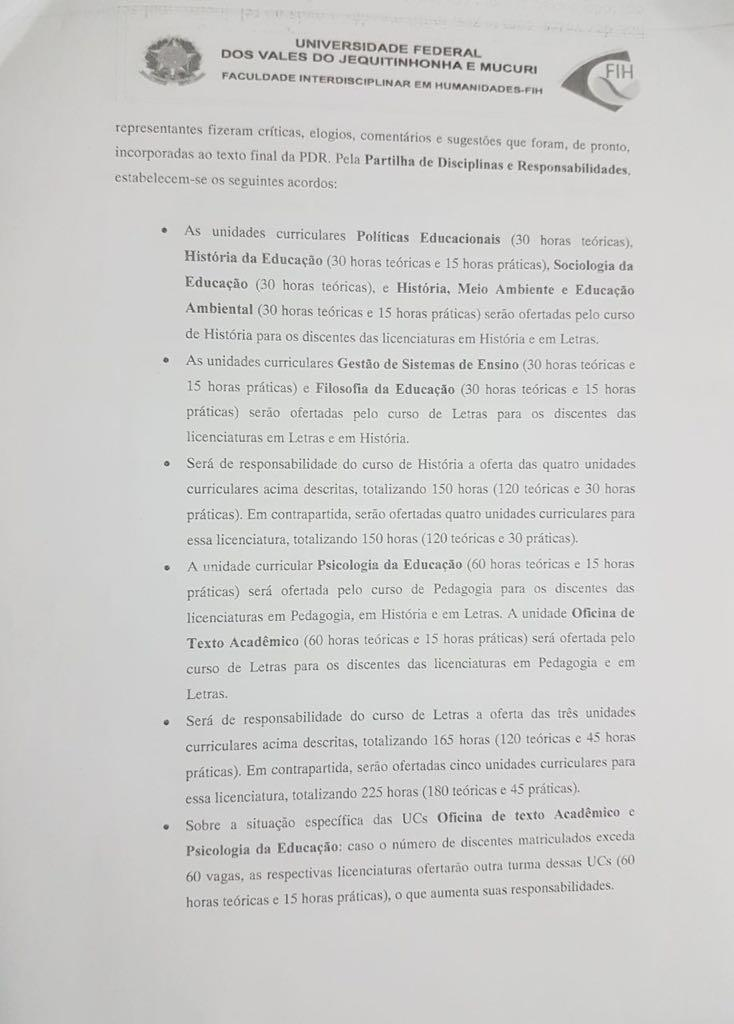 UNIVERSIDADE FEDERAL
DOS VALES DO JEQUITINHONHA E MUCURI
FACULDADE INTERDISCIPLINAR EM HUMANIDADES-FIH
FIH
representantes fizeram críticas, elogios, comentários e sugestões que foram, de pronto,
incorporadas ao texto final da PDR. Pela Partilha de Disciplinas e Responsabilidades,
estabelecem-se os seguintes acordos:
• As unidades curriculares Políticas Educacionais (30 horas teóricas),
História da Educação (30 horas teóricas e 15 horas práticas), Sociologia da
Educação (30 horas teóricas), e História, Meio Ambiente e Educação
Ambiental (30 horas teóricas e 15 horas práticas) serão ofertadas pelo curso
de História para os discentes das licenciaturas em História e em Letras.
• As unidades curriculares Gestão de Sistemas de Ensino (30 horas teóricas e
15 horas práticas) e Filosofia da Educação (30 horas teóricas e 15 horas
práticas) serão ofertadas pelo curso de Letras para os discentes das
licenciaturas em Letras e em História.
• Será de responsabilidade do curso de História a oferta das quatro unidades
curriculares acima descritas, totalizando 150 horas (120 teóricas e 30 horas
práticas). Em contrapartida, serão ofertadas quatro unidades curriculares para
essa licenciatura, totalizando 150 horas (120 teóricas e 30 práticas).
• A unidade curricular Psicologia da Educação (60 horas teóricas e 15 horas
práticas) será ofertada pelo curso de Pedagogia para os discentes das
licenciaturas em Pedagogia, em História e em Letras. A unidade Oficina de
Texto Acadêmico (60 horas teóricas e 15 horas práticas) será ofertada pelo
curso de Letras para os discentes das licenciaturas em Pedagogia e em
Letras.
• Será de responsabilidade do curso de Letras a oferta das três unidades
curriculares acima descritas, totalizando 165 horas (120 teóricas e 45 horas
práticas). Em contrapartida, serão ofertadas cinco unidades curriculares para
essa licenciatura, totalizando 225 horas (180 teóricas e 45 práticas).
• Sobre a situação específica das UCs Oficina de texto Acadêmico e
Psicologia da Educação: caso o número de discentes matriculados exceda
60 vagas, as respectivas licenciaturas ofertarão outra turma dessas UCs (60
horas teóricas e 15 horas práticas), o que aumenta suas responsabilidades.